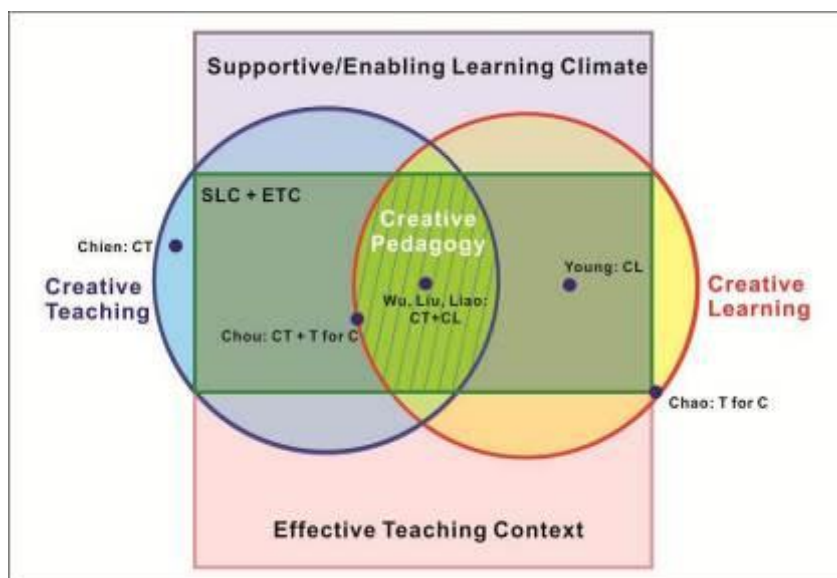 Supportive/Enabling Learning Climate
SLC + ETC
Creative
Pedagogy
Chien: CT
Young: CL
Creative
Teaching
Creative
Learning
Wu, Liu, Liao:
CT+CL
Chou: CT + T for C
Chao: T for C
Effective Teaching Context